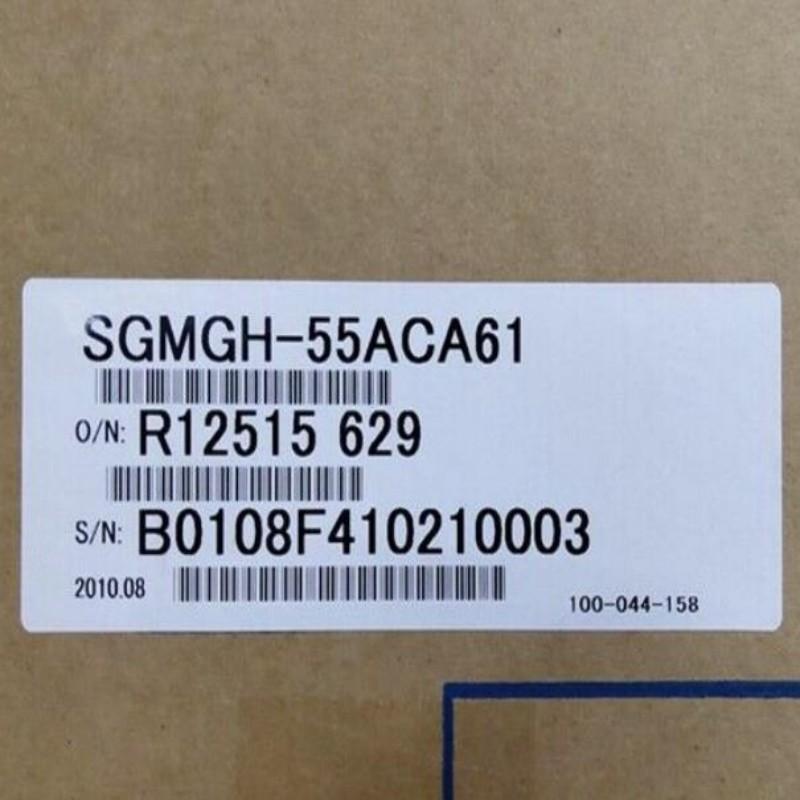 SGMGH-55ACA61
O/N: R12515 629
S/N: B0108F410210003
2010.08
100-044-158